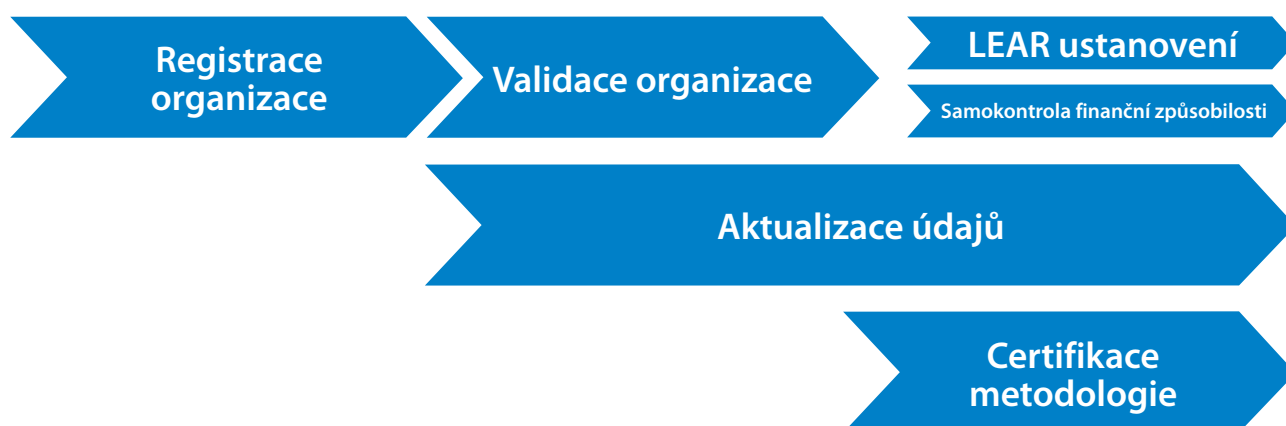 Registrace
organizace
Validace organizace
LEAR ustanovení
Samokontrola finanční způsobilosti
Aktualizace údajů
Certifikace
metodologie